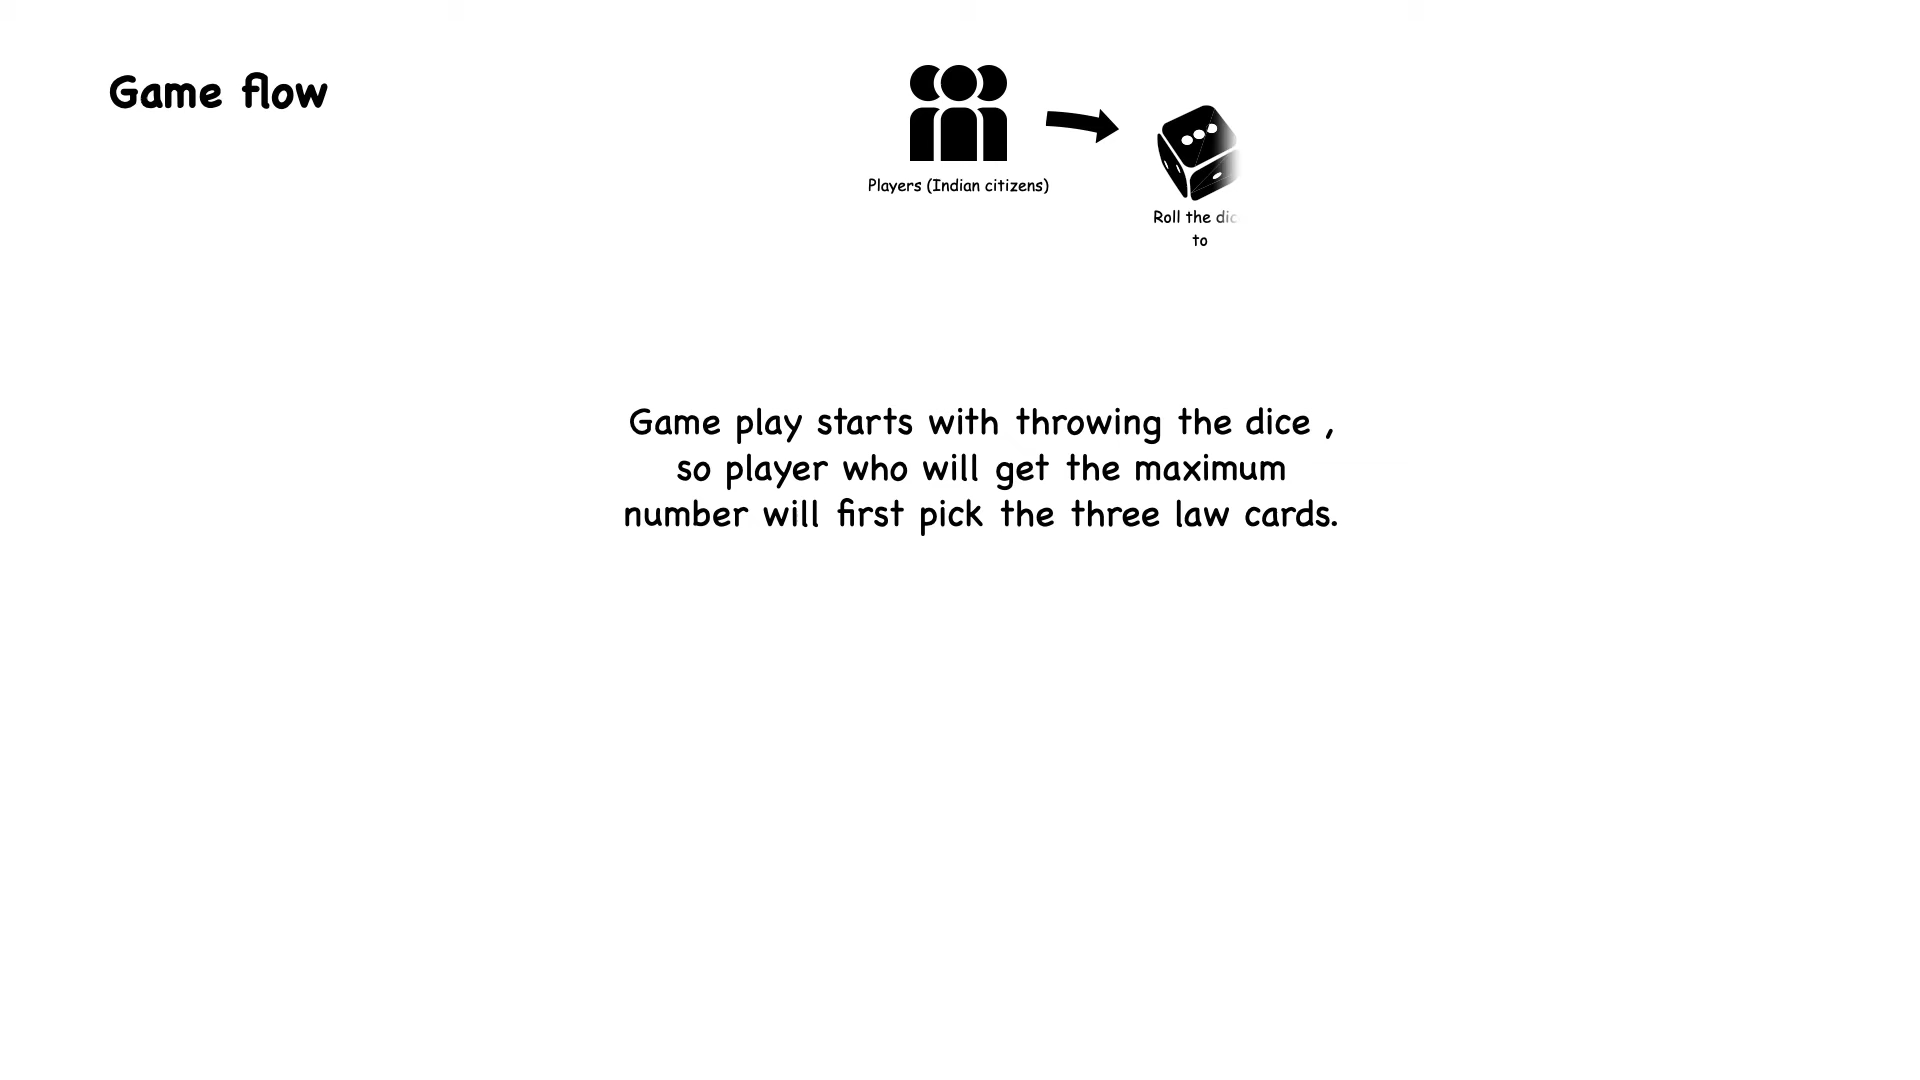 Game flow
Players (Indian citizens)
Roll the
to
Game play starts with throwing the dice ,
so player who will get the maximum
number will first pick the three law cards.